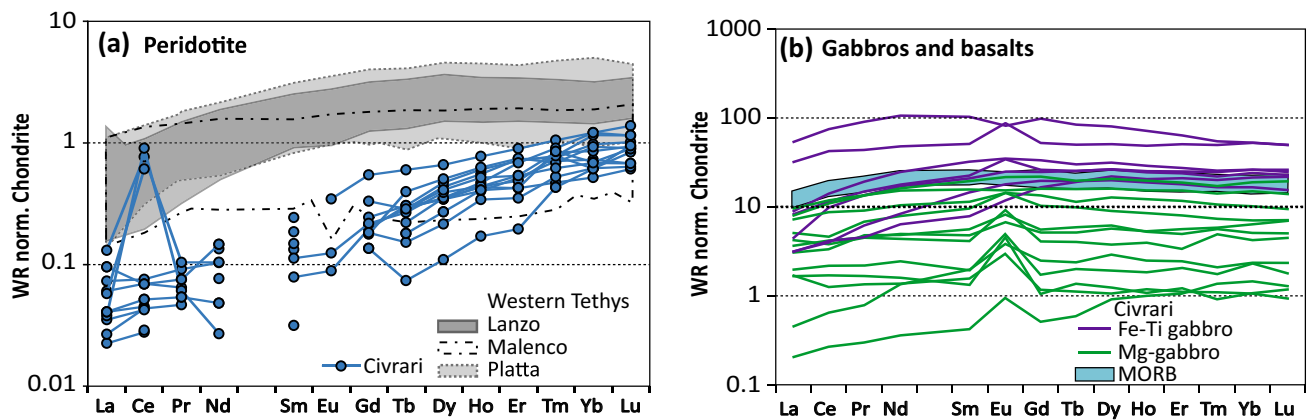 (a) Peridotite
WR norm. Chondrite
10
1
0.1
0.01
La Ce Pr Nd Sm Eu Gd Tb Dy Ho Er Tm Yb Lu
Western Tethys
Lanzo
Malenco
Platta
Civrari
(b) Gabbros and basalts
WR norm. Chondrite
1000
100
10
1
0.1
La Ce Pr Nd Sm Eu Gd Tb Dy Ho Er Tm Yb Lu
Civrari
Fe-Ti gabbro
Mg-gabbro
MORB